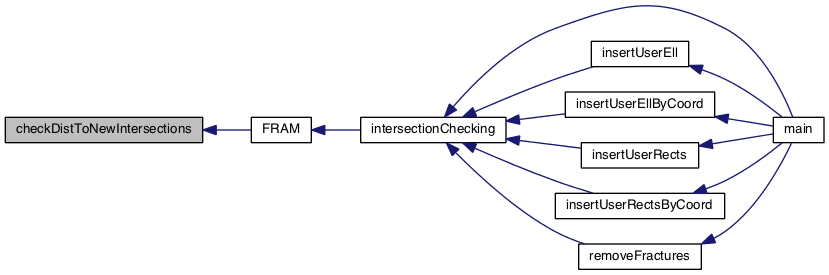 checkDistToNewIntersections
FRAM
intersectionChecking
insertUserEll
insertUserEllByCoord
insertUserRects
insertUserRectsByCoord
removeFractures
main